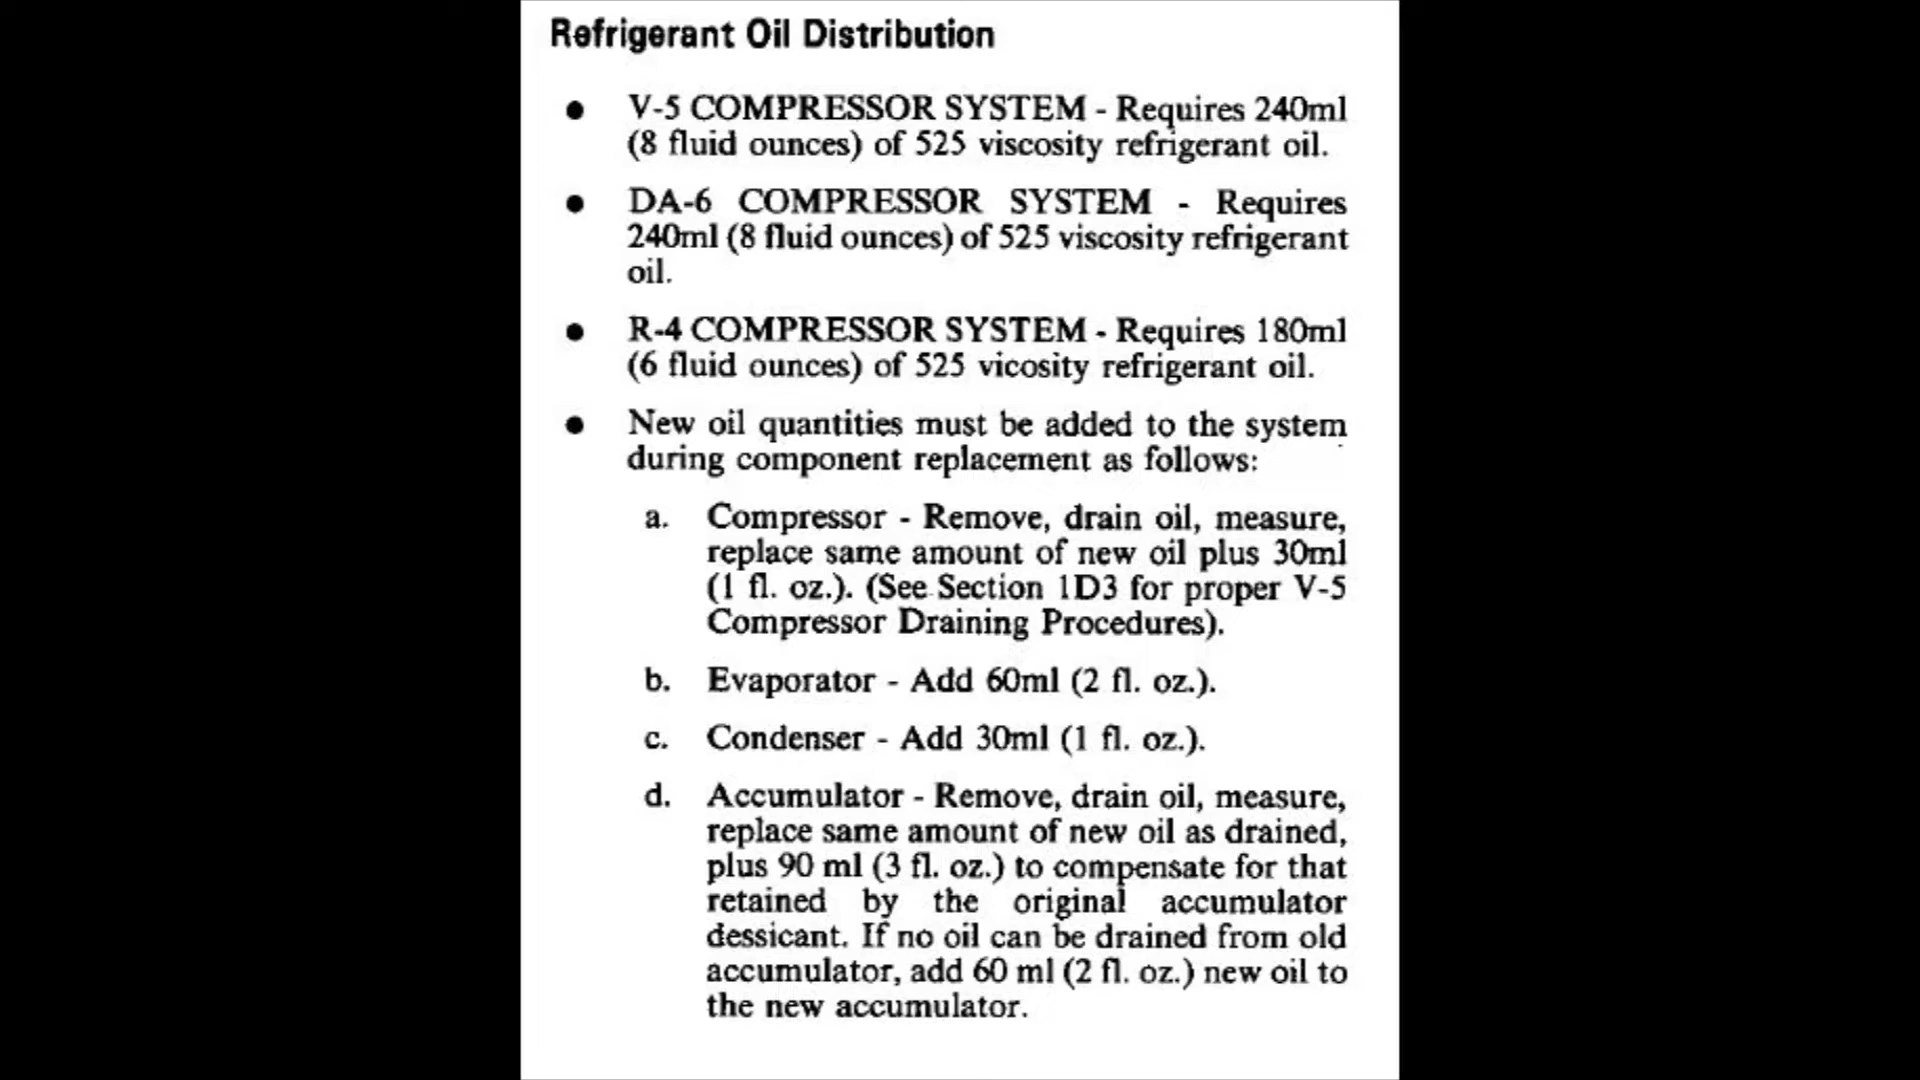 Refrigerant Oil Distribution
● V-5 COMPRESSOR SYSTEM - Requires 240ml
(8 fluid ounces) of 525 viscosity refrigerant oil.
● DA-6 COMPRESSOR SYSTEM - Requires
240ml (8 fluid ounces) of 525 viscosity refrigerant
oil.
● R-4 COMPRESSOR SYSTEM - Requires 180ml
(6 fluid ounces) of 525 vicosity refrigerant oil.
● New oil quantities must be added to the system
during component replacement as follows:
a. Compressor - Remove, drain oil, measure,
replace same amount of new oil plus 30ml
(1 fl. oz.). (See Section 1D3 for proper V-5
Compressor Draining Procedures).
b. Evaporator - Add 60ml (2 fl. oz.).
c. Condenser - Add 30ml (1 fl. oz.).
d. Accumulator - Remove, drain oil, measure,
replace same amount of new oil as drained,
plus 90 ml (3 fl. oz.) to compensate for that
retained by the original accumulator
dessicant. If no oil can be drained from old
accumulator, add 60 ml (2 fl. oz.) new oil to
the new accumulator.